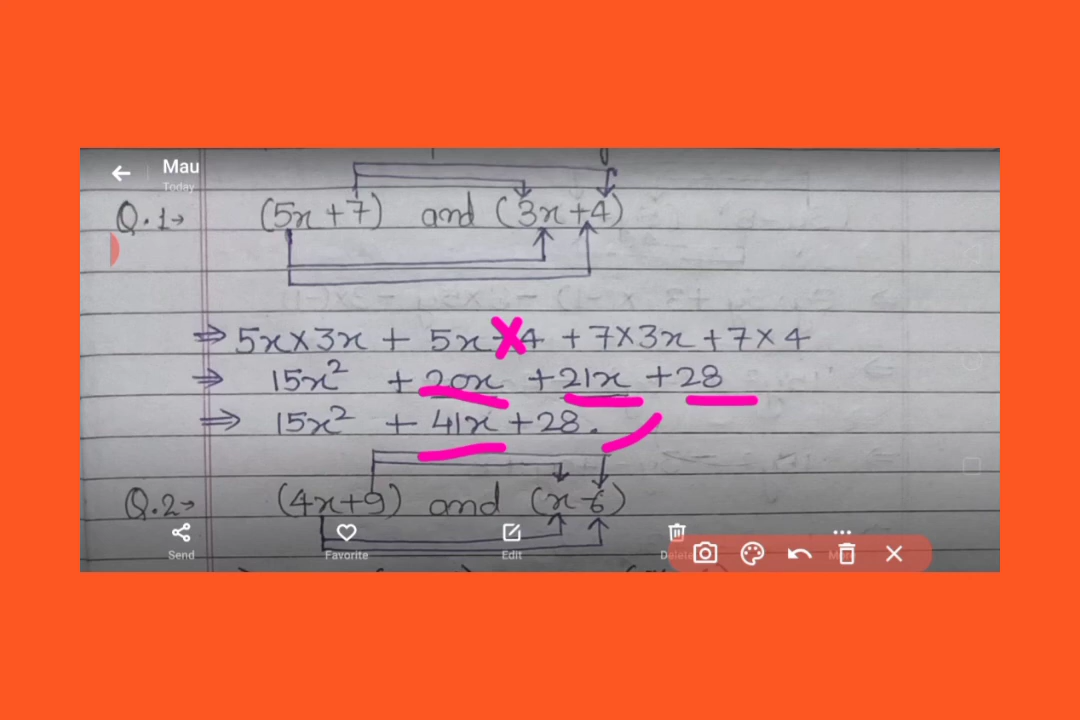 Mau
Today
Q.1→ (5x+7) and (3x+4)
⇒ 5x×3x + 5x×4 + 7×3x + 7×4
⇒ 15x² + 20x + 21x + 28
⇒ 15x² + 41x + 28.
Q.2→ (4x+9) and (x-6)
Send Favorite Edit Delete